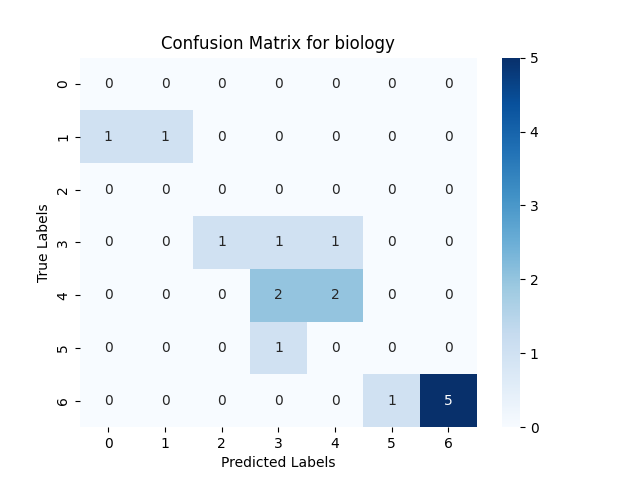 Confusion Matrix for biology
0 0 0 0 0 0 0 0
1 1 1 0 0 0 0 0
2 0 0 0 0 0 0 0
3 0 0 1 1 1 0 0
4 0 0 0 2 2 0 0
5 0 0 0 1 0 0 0
6 0 0 0 0 0 1 5
0 1 2 3 4 5 6
Predicted Labels
True Labels
5
4
3
2
1
0